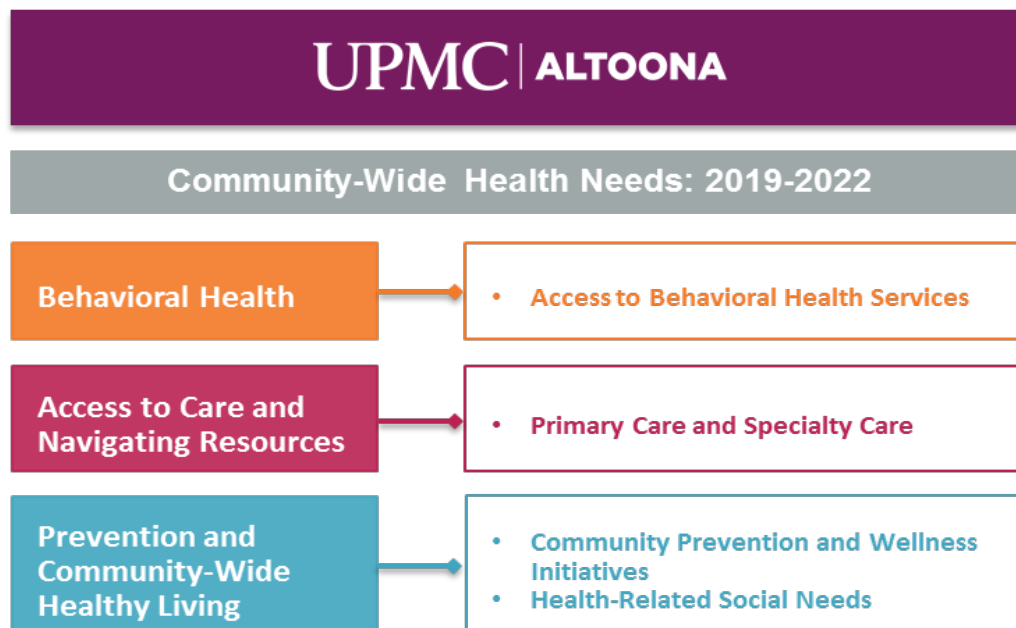 UPMC | ALTOONA
Community-Wide Health Needs: 2019-2022
Behavioral Health
• Access to Behavioral Health Services
Access to Care and
Navigating Resources
• Primary Care and Specialty Care
Prevention and
Community-Wide
Healthy Living
• Community Prevention and Wellness
Initiatives
• Health-Related Social Needs